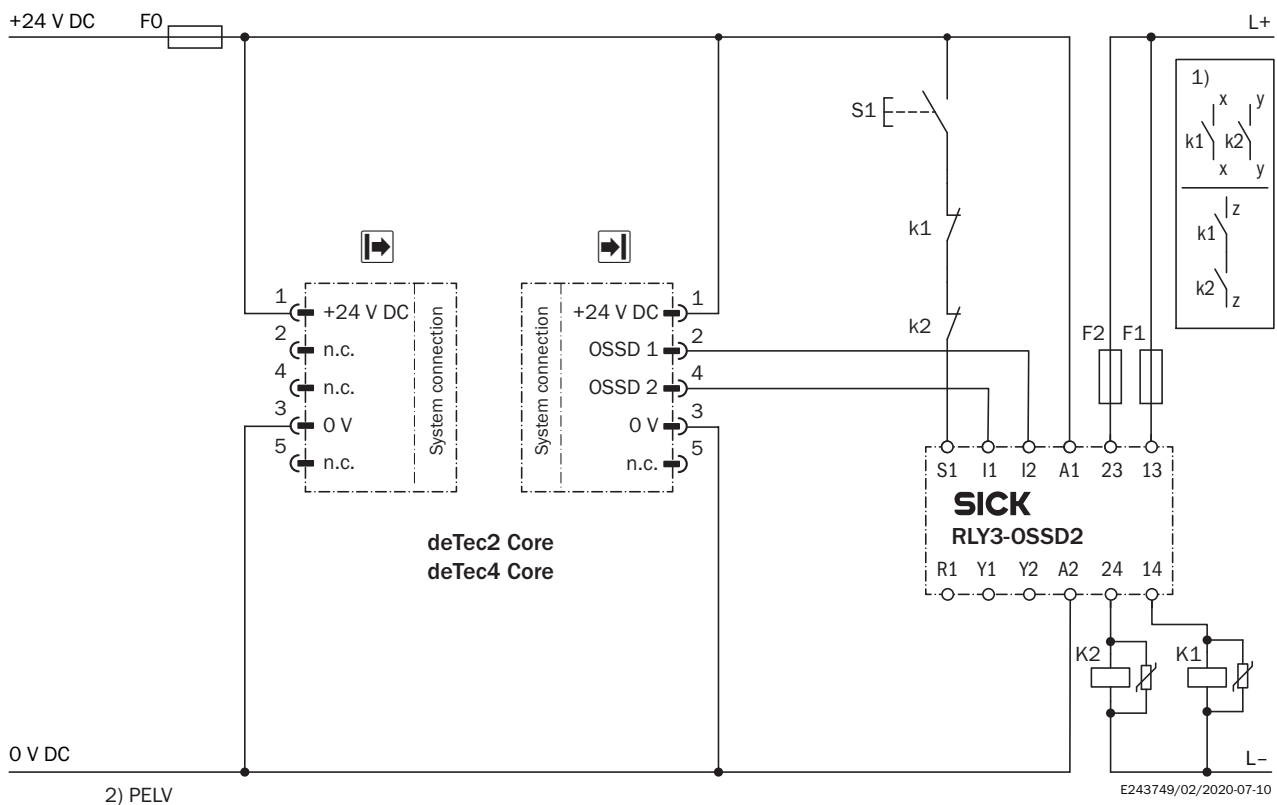 +24 V DC F0 L+
1)
x y
k1 k2
x y
z
k1
k2
z
S1
k1
k2
F2 F1
1 +24 V DC
2 n.c.
4 n.c.
3 0 V
5 n.c.
System connection
System connection
+24 V DC 1
OSSD 1 2
OSSD 2 4
0 V 3
n.c. 5
deTec2 Core
deTec4 Core
S1 I1 I2 A1 23 13
SICK
RLY3-OSSD2
R1 Y1 Y2 A2 24 14
K2 K1
0 V DC L–
2) PELV
E243749/02/2020-07-10